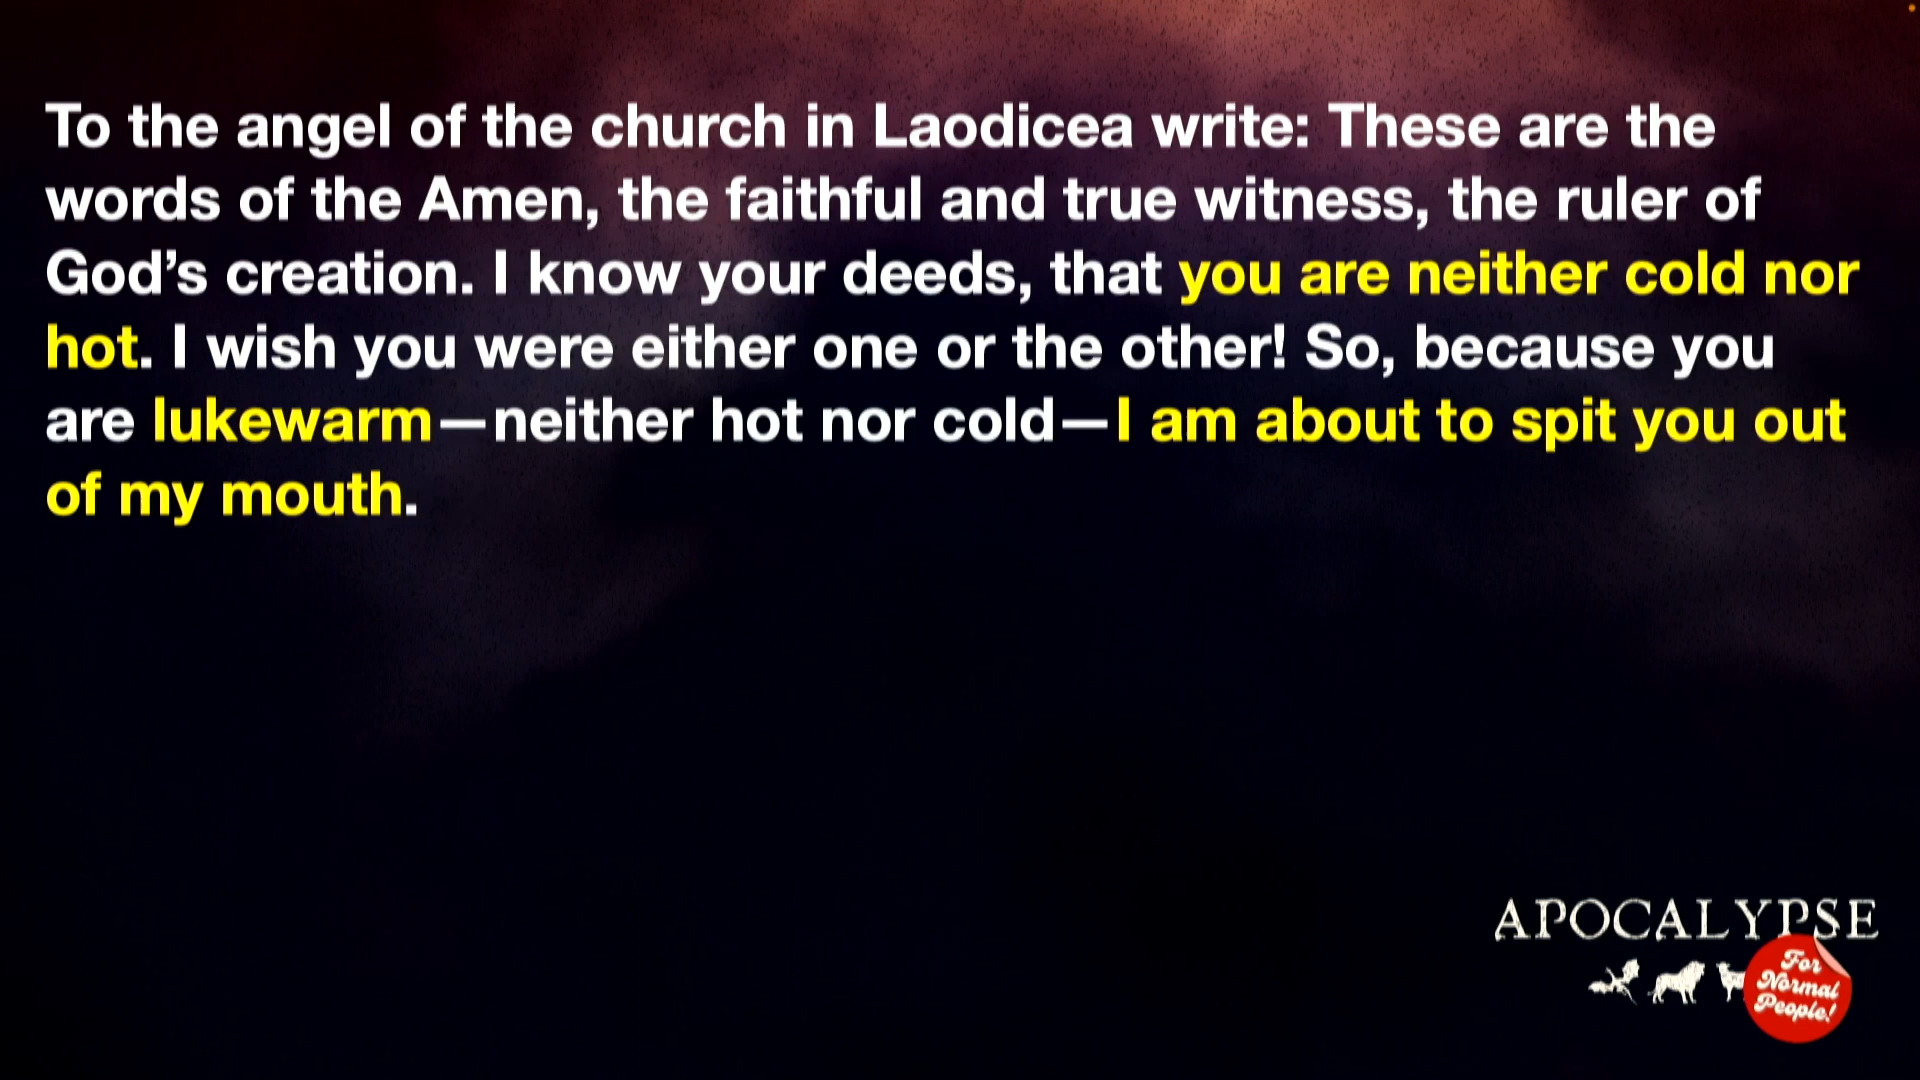 To the angel of the church in Laodicea write: These are the
words of the Amen, the faithful and true witness, the ruler of
God’s creation. I know your deeds, that you are neither cold nor
hot. I wish you were either one or the other! So, because you
are lukewarm—neither hot nor cold—I am about to spit you out
of my mouth.
APOCALYPSE
For
Normal
People!